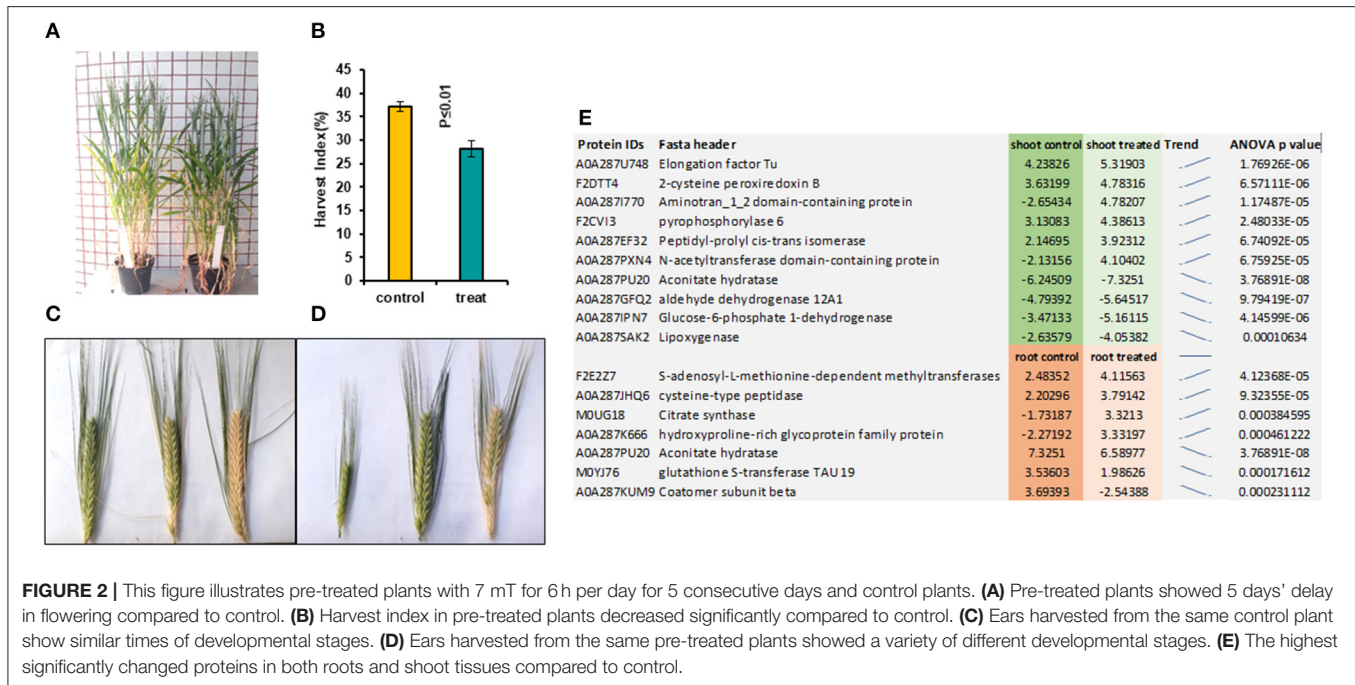 A
B
45
40
35
30
25
20
15
10
5
0
Harvest Index(%)
P≤0.01
control treat
C
D
E
Protein IDs Fasta header shoot control shoot treated Trend ANOVA p value
A0A287U748 Elongation factor Tu 4.23826 5.31903 1.76926E-06
F2DTT4 2-cysteine peroxiredoxin B 3.63199 4.78316 6.57111E-06
A0A287I770 Aminotran_1_2 domain-containing protein -2.65434 4.78207 1.17487E-05
F2CVI3 pyrophosphorylase 6 3.13083 4.38613 2.48033E-05
A0A287EF32 Peptidyl-prolyl cis-trans isomerase 2.14695 3.92312 6.74092E-05
A0A287PXN4 N-acetyltransferase domain-containing protein -2.13156 4.10402 6.75925E-05
A0A287PU20 Aconitate hydratase -6.24509 -7.3251 3.76891E-08
A0A287GFQ2 aldehyde dehydrogenase 12A1 -4.79392 -5.64517 9.79419E-07
A0A287IPN7 Glucose-6-phosphate 1-dehydrogenase -3.47133 -5.16115 4.14599E-06
A0A287SAK2 Lipoxygenase -2.63579 -4.05382 0.00010634
root control root treated
F2E2Z7 S-adenosyl-L-methionine-dependent methyltransferases 2.48352 4.11563 4.12368E-05
A0A287JHQ6 cysteine-type peptidase 2.20296 3.79142 9.32355E-05
M0UG18 Citrate synthase -1.73187 3.3213 0.000384595
A0A287K666 hydroxyproline-rich glycoprotein family protein -2.27192 3.33197 0.000461222
A0A287PU20 Aconitate hydratase 7.3251 6.58977 3.76891E-08
M0YJ76 glutathione S-transferase TAU 19 3.53603 1.98626 0.000171612
A0A287KUM9 Coatomer subunit beta 3.69393 -2.54388 0.000231112
FIGURE 2 | This figure illustrates pre-treated plants with 7 mT for 6 h per day for 5 consecutive days and control plants. (A) Pre-treated plants showed 5 days' delay
in flowering compared to control. (B) Harvest index in pre-treated plants decreased significantly compared to control. (C) Ears harvested from the same control plant
show similar times of developmental stages. (D) Ears harvested from the same pre-treated plants showed a variety of different developmental stages. (E) The highest
significantly changed proteins in both roots and shoot tissues compared to control.